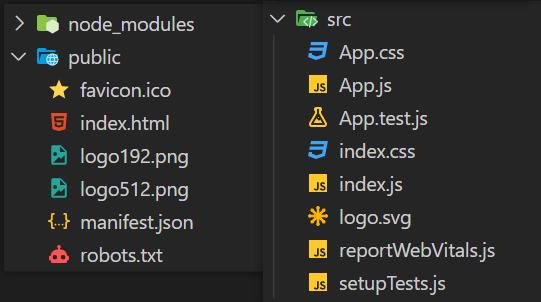 node_modules
public
favicon.ico
index.html
logo192.png
logo512.png
manifest.json
robots.txt
src
App.css
App.js
App.test.js
index.css
index.js
logo.svg
reportWebVitals.js
setupTests.js